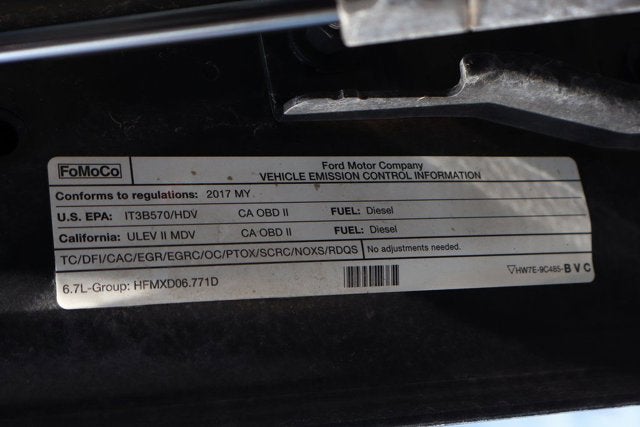 FoMoCo
Ford Motor Company
VEHICLE EMISSION CONTROL INFORMATION
Conforms to regulations: 2017 MY
U.S. EPA: IT3B570/HDV CA OBD II FUEL: Diesel
California: ULEV II MDV CA OBD II FUEL: Diesel
TC/DFI/CAC/EGR/EGRC/OC/PTOX/SCRC/NOXS/RDQS No adjustments needed.
6.7L-Group: HFMXD06.771D HW7E-9C485-BVC